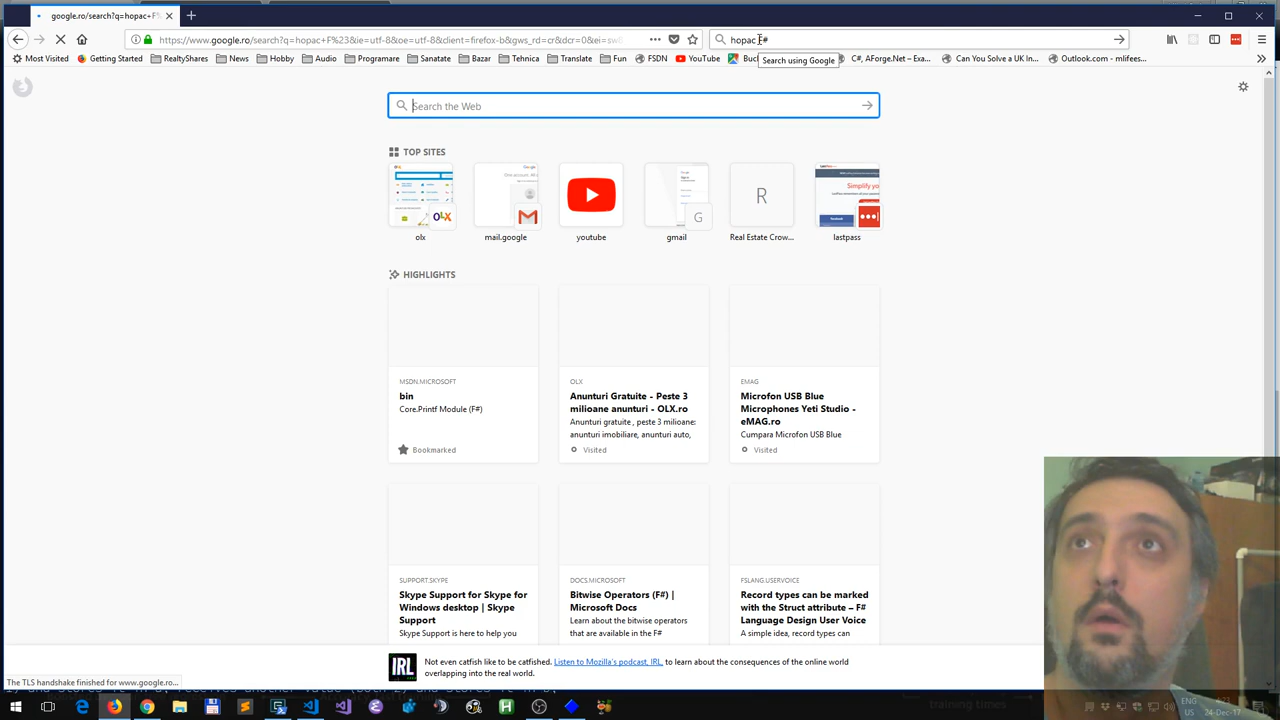 google.ro/search?q=hopac+F%
https://www.google.ro/search?q=hopac+F%23&ie=utf-8&oe=utf-8&client=firefox-b&gws_rd=cr&dcr=0&ei=sw
hopac F#
Most Visited
Getting Started
RealtyShares
News
Hobby
Audio
Programare
Sanatate
Bazar
Tehnica
Translate
Fun
FSDN
YouTube
Search using Google
C#, AForge.Net – Exa...
Can You Solve a UK In...
Outlook.com - mlifees...
Search the Web
TOP SITES
olx
mail.google
youtube
gmail
Real Estate Crow...
lastpass
HIGHLIGHTS
MSDN.MICROSOFT
bin
Core.Printf Module (F#)
Bookmarked
OLX
Anunturi Gratuite - Peste 3
milioane anunturi - OLX.ro
Anunturi gratuite , peste 3 milioane:
anunturi imobiliare, anunturi auto,
Visited
EMAG
Microfon USB Blue
Microphones Yeti Studio -
eMAG.ro
Cumpara Microfon USB Blue
Visited
SUPPORT.SKYPE
Skype Support for Skype for
Windows desktop | Skype
Support
Skype Support is here to help you
DOCS.MICROSOFT
Bitwise Operators (F#) |
Microsoft Docs
Learn about the bitwise operators
that are available in the F#
FSLANG.USERVOICE
Record types can be marked
with the Struct attribute – F#
Language Design User Voice
A simple idea, record types can
IRL
Not even catfish like to be catfished. Listen to Mozilla's podcast, IRL, to learn about the consequences of the online world
overlapping into the real world.
The TLS handshake finished for www.google.ro...
training times
ENG
US
24-Dec-17